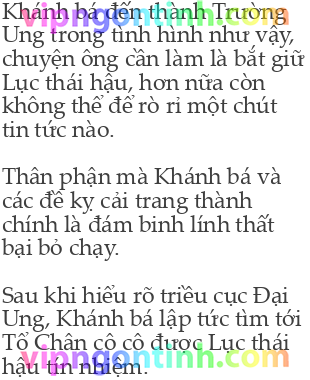 Khánh bá đến thành Trường
Ung trong tình hình như vậy,
chuyện ông cần làm là bắt giữ
Lục thái hậu, hơn nữa còn
không thể để rò rỉ một chút
tin tức nào.
Thân phận mà Khánh bá và
các đề kỵ cải trang thành
chính là đám binh lính thất
bại bỏ chạy.
Sau khi hiểu rõ triều cục Đại
Ung, Khánh bá lập tức tìm tới
Tổ Chân cô cô được Lục thái
hậu tín nhiệm.
vipngontinh.com
vipngontinh.com